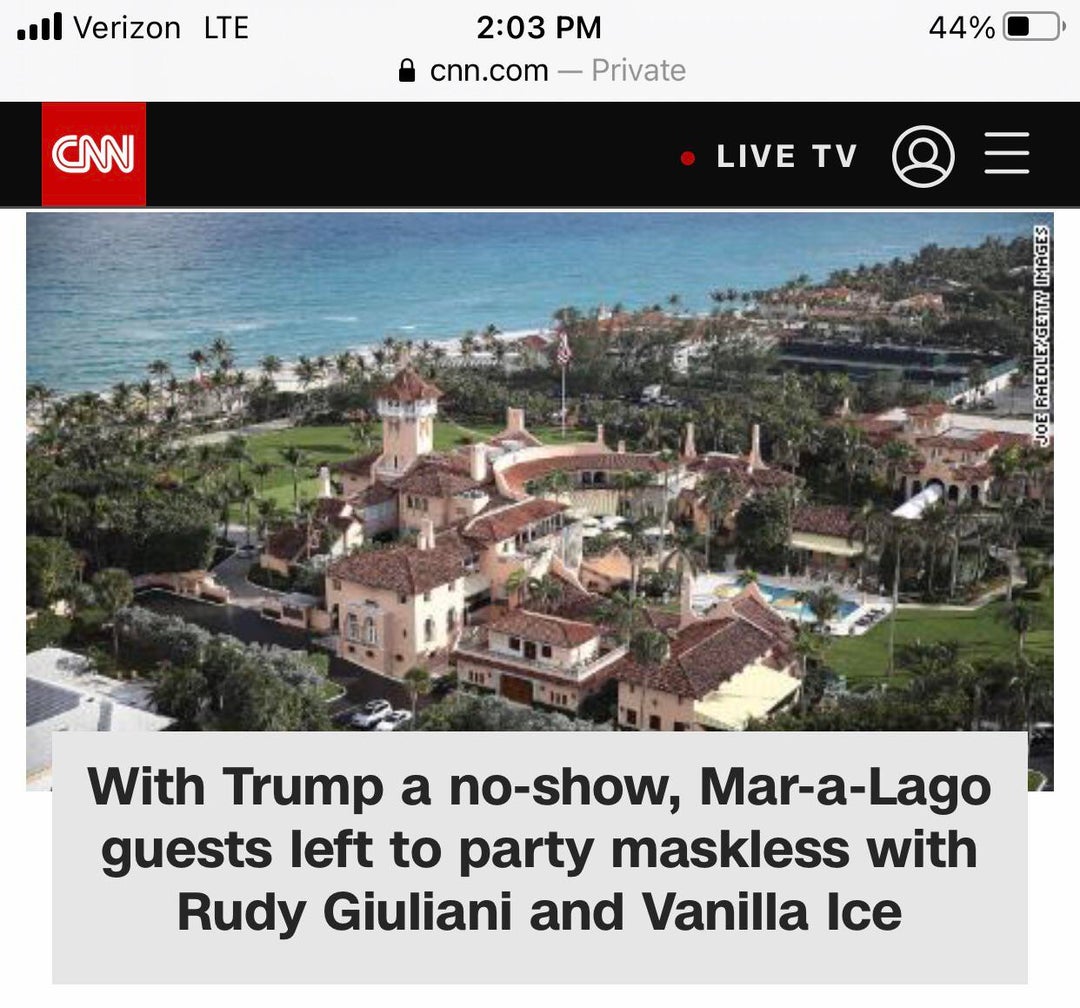 Verizon LTE 2:03 PM 44%
cnn.com — Private
CNN LIVE TV
JOE RAEDLE/GETTY IMAGES
With Trump a no-show, Mar-a-Lago
guests left to party maskless with
Rudy Giuliani and Vanilla Ice